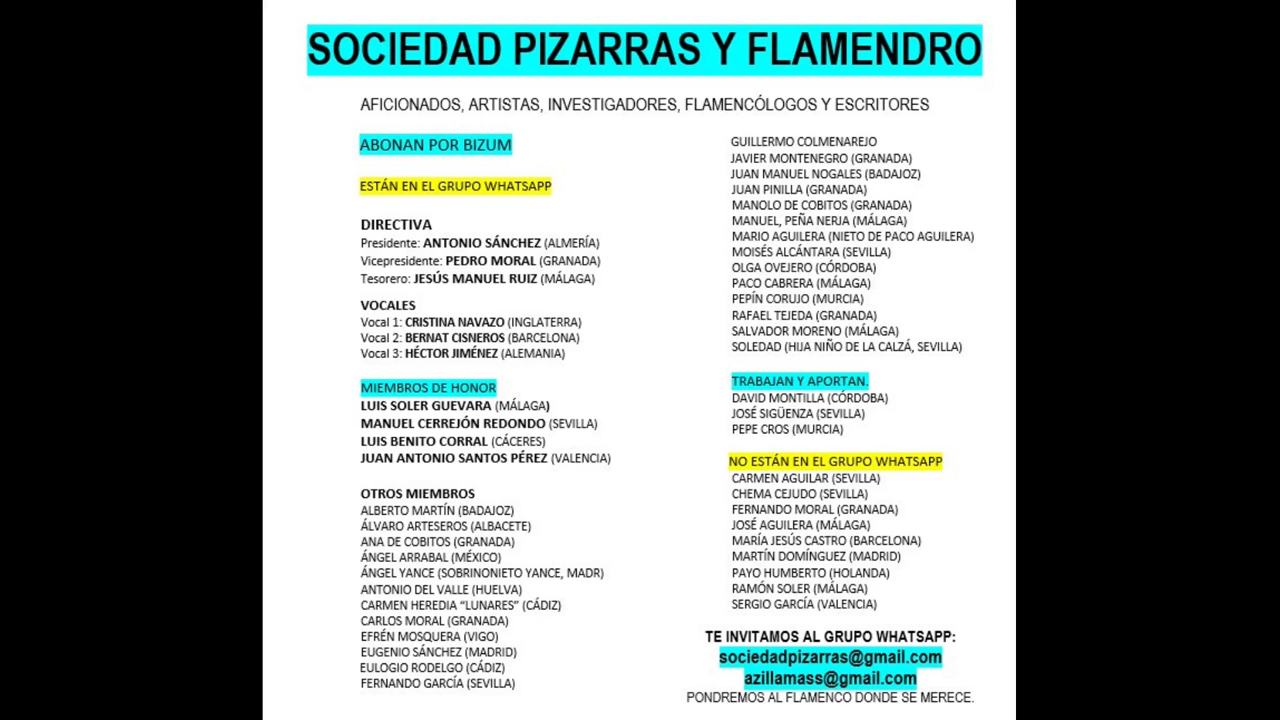 SOCIEDAD PIZARRAS Y FLAMENDRO
AFICIONADOS, ARTISTAS, INVESTIGADORES, FLAMENCÓLOGOS Y ESCRITORES
ABONAN POR BIZUM
ESTÁN EN EL GRUPO WHATSAPP
DIRECTIVA
Presidente: ANTONIO SÁNCHEZ (ALMERÍA)
Vicepresidente: PEDRO MORAL (GRANADA)
Tesorero: JESÚS MANUEL RUIZ (MÁLAGA)
VOCALES
Vocal 1: CRISTINA NAVAZO (INGLATERRA)
Vocal 2: BERNAT CISNEROS (BARCELONA)
Vocal 3: HÉCTOR JIMÉNEZ (ALEMANIA)
MIEMBROS DE HONOR
LUIS SOLER GUEVARA (MÁLAGA)
MANUEL CERREJÓN REDONDO (SEVILLA)
LUIS BENITO CORRAL (CÁCERES)
JUAN ANTONIO SANTOS PÉREZ (VALENCIA)
OTROS MIEMBROS
ALBERTO MARTÍN (BADAJOZ)
ÁLVARO ARTESEROS (ALBACETE)
ANA DE COBITOS (GRANADA)
ÁNGEL ARRABAL (MÉXICO)
ÁNGEL YANCE (SOBRINONIETO YANCE, MADR)
ANTONIO DEL VALLE (HUELVA)
CARMEN HEREDIA “LUNARES” (CÁDIZ)
CARLOS MORAL (GRANADA)
EFRÉN MOSQUERA (VIGO)
EUGENIO SÁNCHEZ (MADRID)
EULOGIO RODELGO (CÁDIZ)
FERNANDO GARCÍA (SEVILLA)
GUILLERMO COLMENAREJO
JAVIER MONTENEGRO (GRANADA)
JUAN MANUEL NOGALES (BADAJOZ)
JUAN PINILLA (GRANADA)
MANOLO DE COBITOS (GRANADA)
MANUEL, PEÑA NERJA (MÁLAGA)
MARIO AGUILERA (NIETO DE PACO AGUILERA)
MOISÉS ALCÁNTARA (SEVILLA)
OLGA OVEJERO (CÓRDOBA)
PACO CABRERA (MÁLAGA)
PEPÍN CORUJO (MURCIA)
RAFAEL TEJEDA (GRANADA)
SALVADOR MORENO (MÁLAGA)
SOLEDAD (HIJA NIÑO DE LA CALZÁ, SEVILLA)
TRABAJAN Y APORTAN.
DAVID MONTILLA (CÓRDOBA)
JOSÉ SIGÜENZA (SEVILLA)
PEPE CROS (MURCIA)
NO ESTÁN EN EL GRUPO WHATSAPP
CARMEN AGUILAR (SEVILLA)
CHEMA CEJUDO (SEVILLA)
FERNANDO MORAL (GRANADA)
JOSÉ AGUILERA (MÁLAGA)
MARÍA JESÚS CASTRO (BARCELONA)
MARTÍN DOMÍNGUEZ (MADRID)
PAYO HUMBERTO (HOLANDA)
RAMÓN SOLER (MÁLAGA)
SERGIO GARCÍA (VALENCIA)
TE INVITAMOS AL GRUPO WHATSAPP:
sociedadpizarras@gmail.com
azillamass@gmail.com
PONDREMOS AL FLAMENCO DONDE SE MERECE.